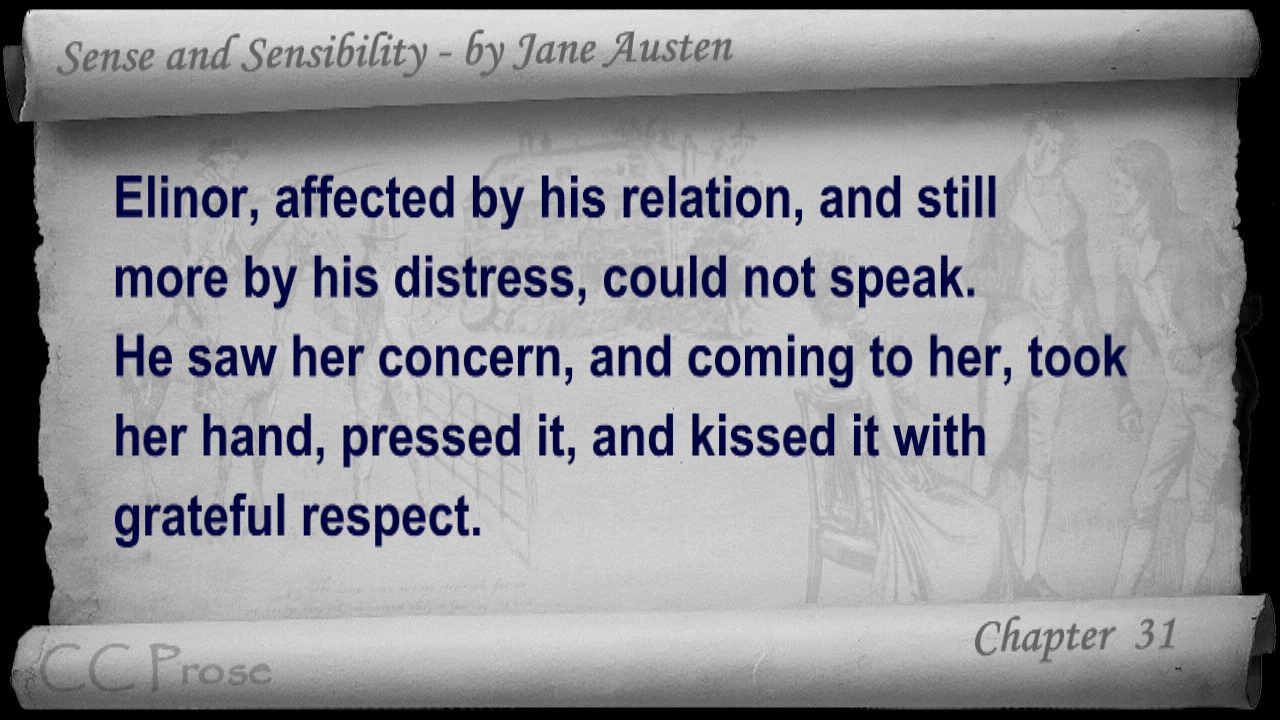 Sense and Sensibility - by Jane Austen
Elinor, affected by his relation, and still
more by his distress, could not speak.
He saw her concern, and coming to her, took
her hand, pressed it, and kissed it with
grateful respect.
Chapter 31
CC Prose